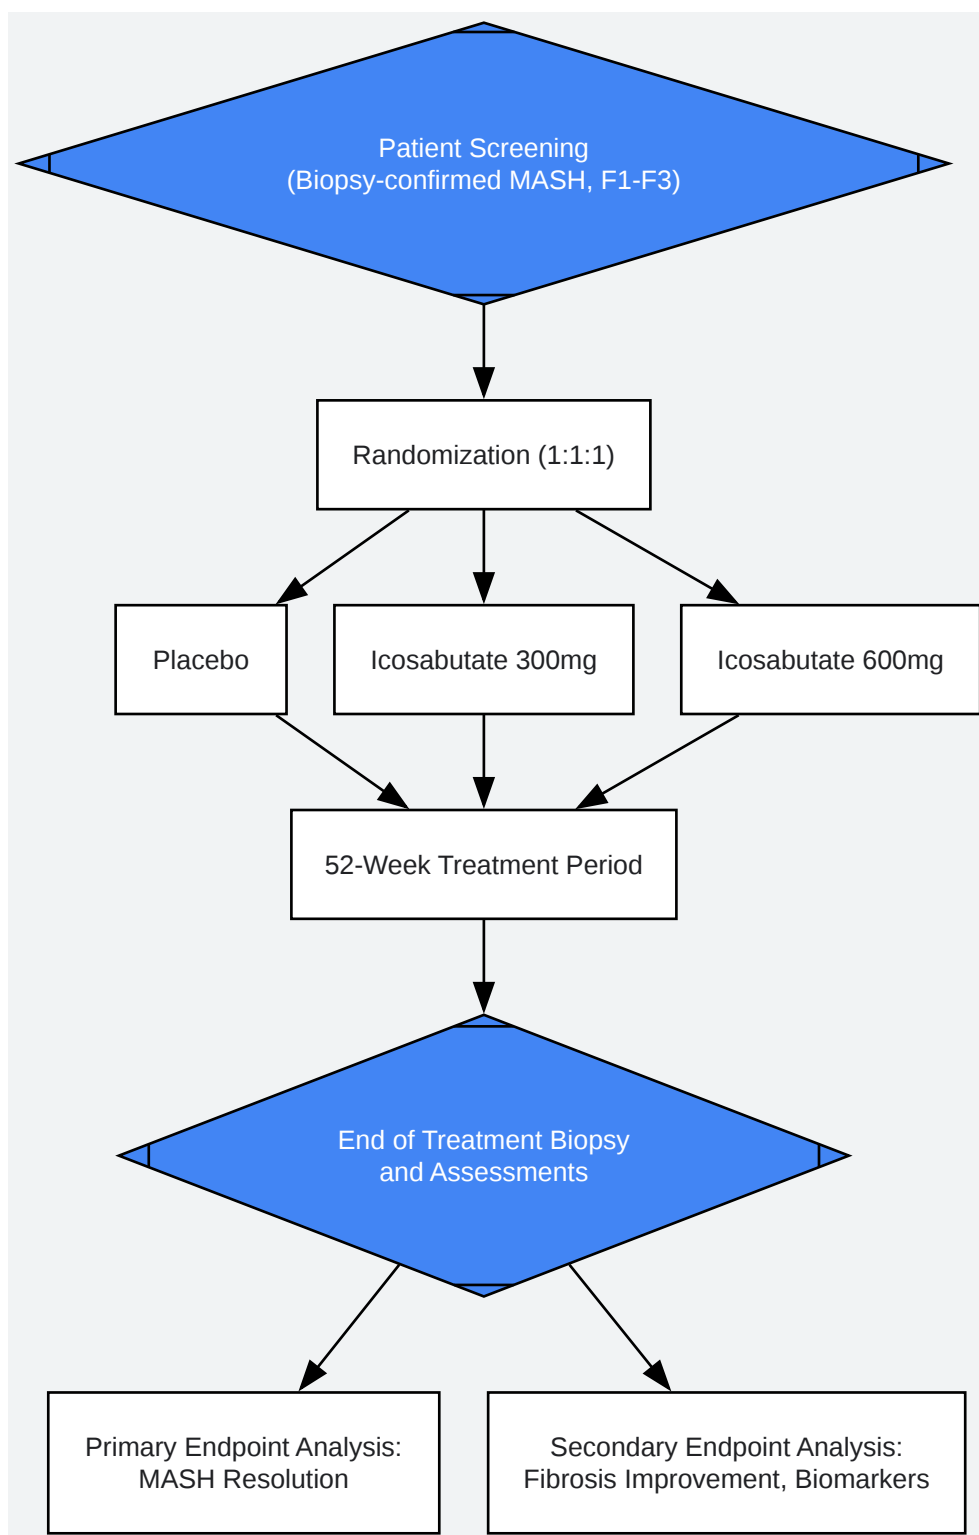 Patient Screening
(Biopsy-confirmed MASH, F1-F3)
Randomization (1:1:1)
Placebo
Icosabutate 300mg
Icosabutate 600mg
52-Week Treatment Period
End of Treatment Biopsy
and Assessments
Primary Endpoint Analysis:
MASH Resolution
Secondary Endpoint Analysis:
Fibrosis Improvement, Biomarkers